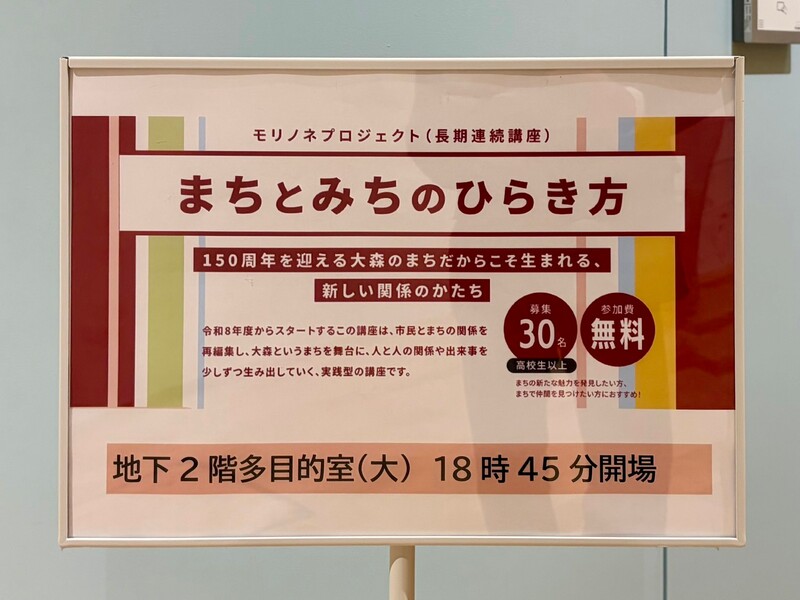 モリノネプロジェクト（長期連続講座）
まちとみちのひらき方
150周年を迎える大森のまちだからこそ生まれる、
新しい関係のかたち
令和8年度からスタートするこの講座は、市民とまちの関係を
再編集し、大森というまちを舞台に、人と人の関係や出来事を
少しずつ生み出していく、実践型の講座です。
募集
30名
高校生以上
参加費
無料
まちの新たな魅力を発見したい方、
まちで仲間を見つけたい方におすすめ！
地下2階多目的室(大) 18時45分開場